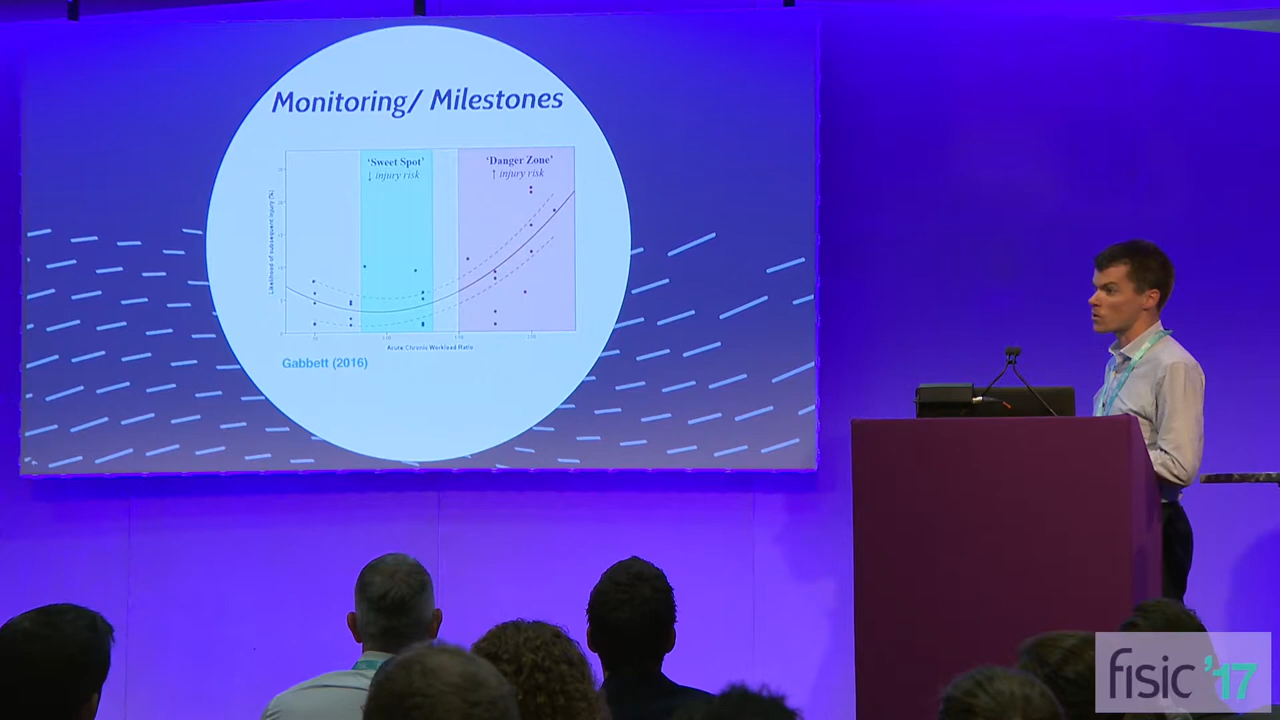 Monitoring/ Milestones
'Sweet Spot'
↓ injury risk
'Danger Zone'
↑ injury risk
Likelihood of subsequent injury (%)
Acute:Chronic Workload Ratio
Gabbett (2016)
fisic '17